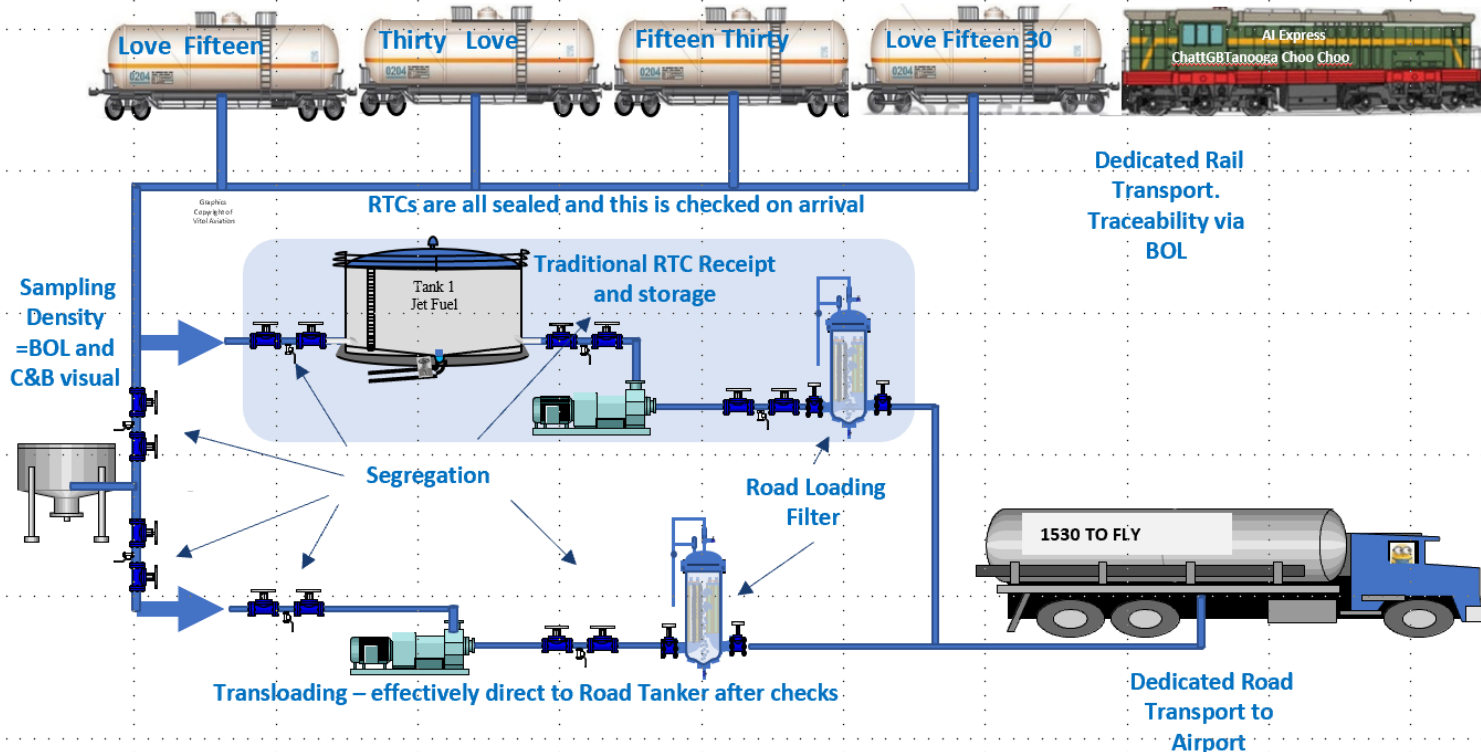 Love Fifteen
Thirty Love
Fifteen Thirty
Love Fifteen 30
AI Express
ChattGBTanooga Choo Choo
0204
0204
0204
0204
Dedicated Rail
Transport.
Traceability via
BOL
Graphics
Copyright of
Vitol Aviation
RTCs are all sealed and this is checked on arrival
Sampling
Density
=BOL and
C&B visual
Tank 1
Jet Fuel
Traditional RTC Receipt
and storage
Segregation
Road Loading
Filter
1530 TO FLY
Transloading – effectively direct to Road Tanker after checks
Dedicated Road
Transport to
Airport